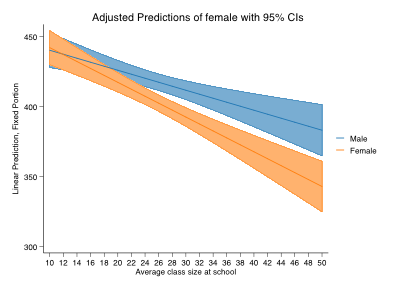 Adjusted Predictions of female with 95% CIs
Linear Prediction, Fixed Portion
450
400
350
300
10 12 14 16 18 20 22 24 26 28 30 32 34 36 38 40 42 44 46 48 50
Average class size at school
Male
Female